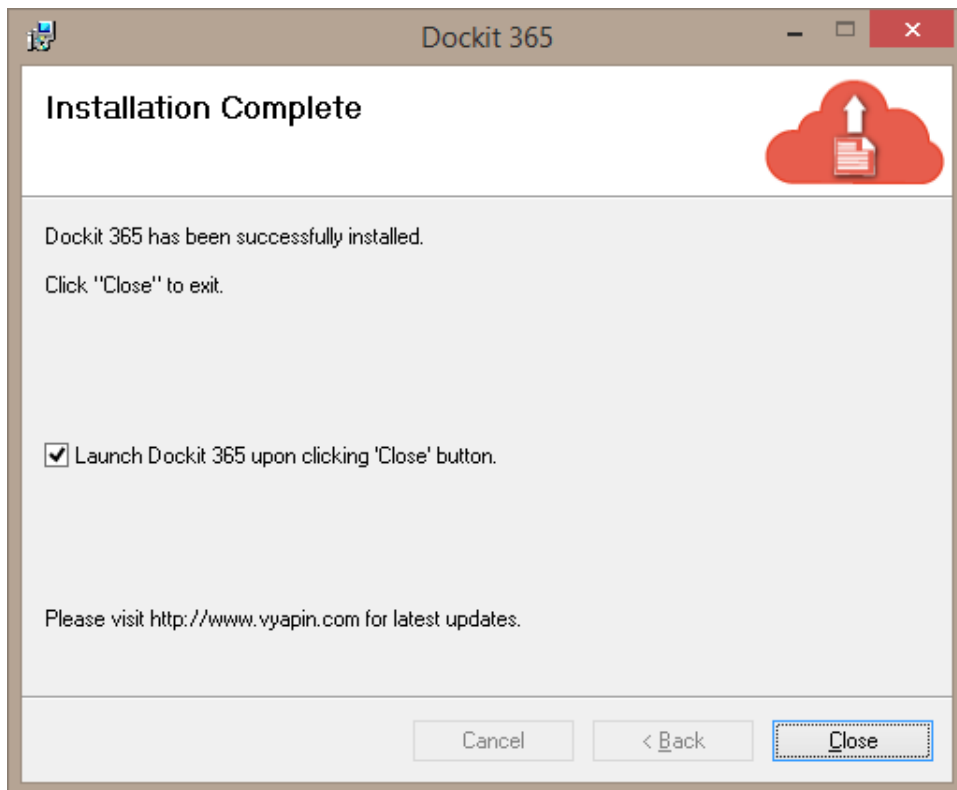 Dockit 365
Installation Complete
Dockit 365 has been successfully installed.
Click "Close" to exit.
Launch Dockit 365 upon clicking 'Close' button.
Please visit http://www.vyapin.com for latest updates.
Cancel
< Back
Close